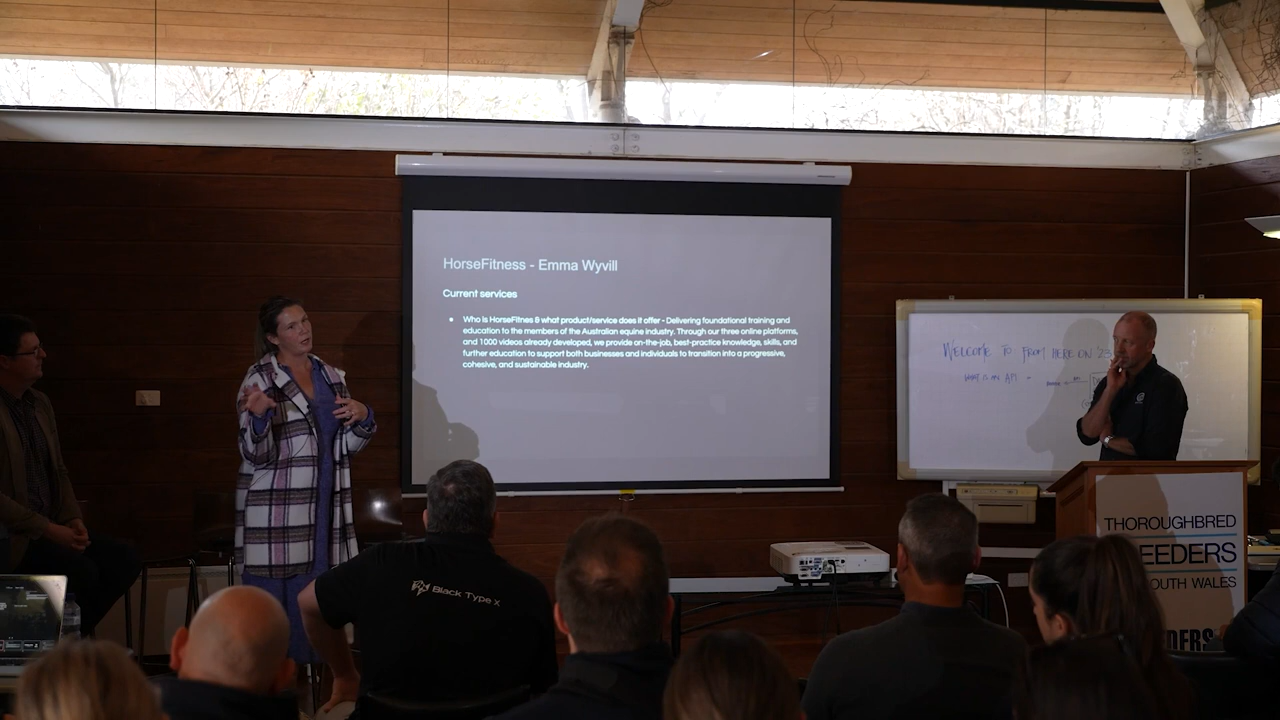 HorseFitness - Emma Wyvill
Current services
Who is HorseFitnes & what product/service does it offer - Delivering foundational training and
education to the members of the Australian equine industry. Through our three online platforms,
and 1000 videos already developed, we provide on-the-job, best-practice knowledge, skills, and
further education to support both businesses and individuals to transition into a progressive,
cohesive, and sustainable industry.
WELCOME TO FROM HERE ON '23
WHAT IS AN API -
Black Type x
THOROUGHBRED
EEDERS
OUTH WALES
DERS